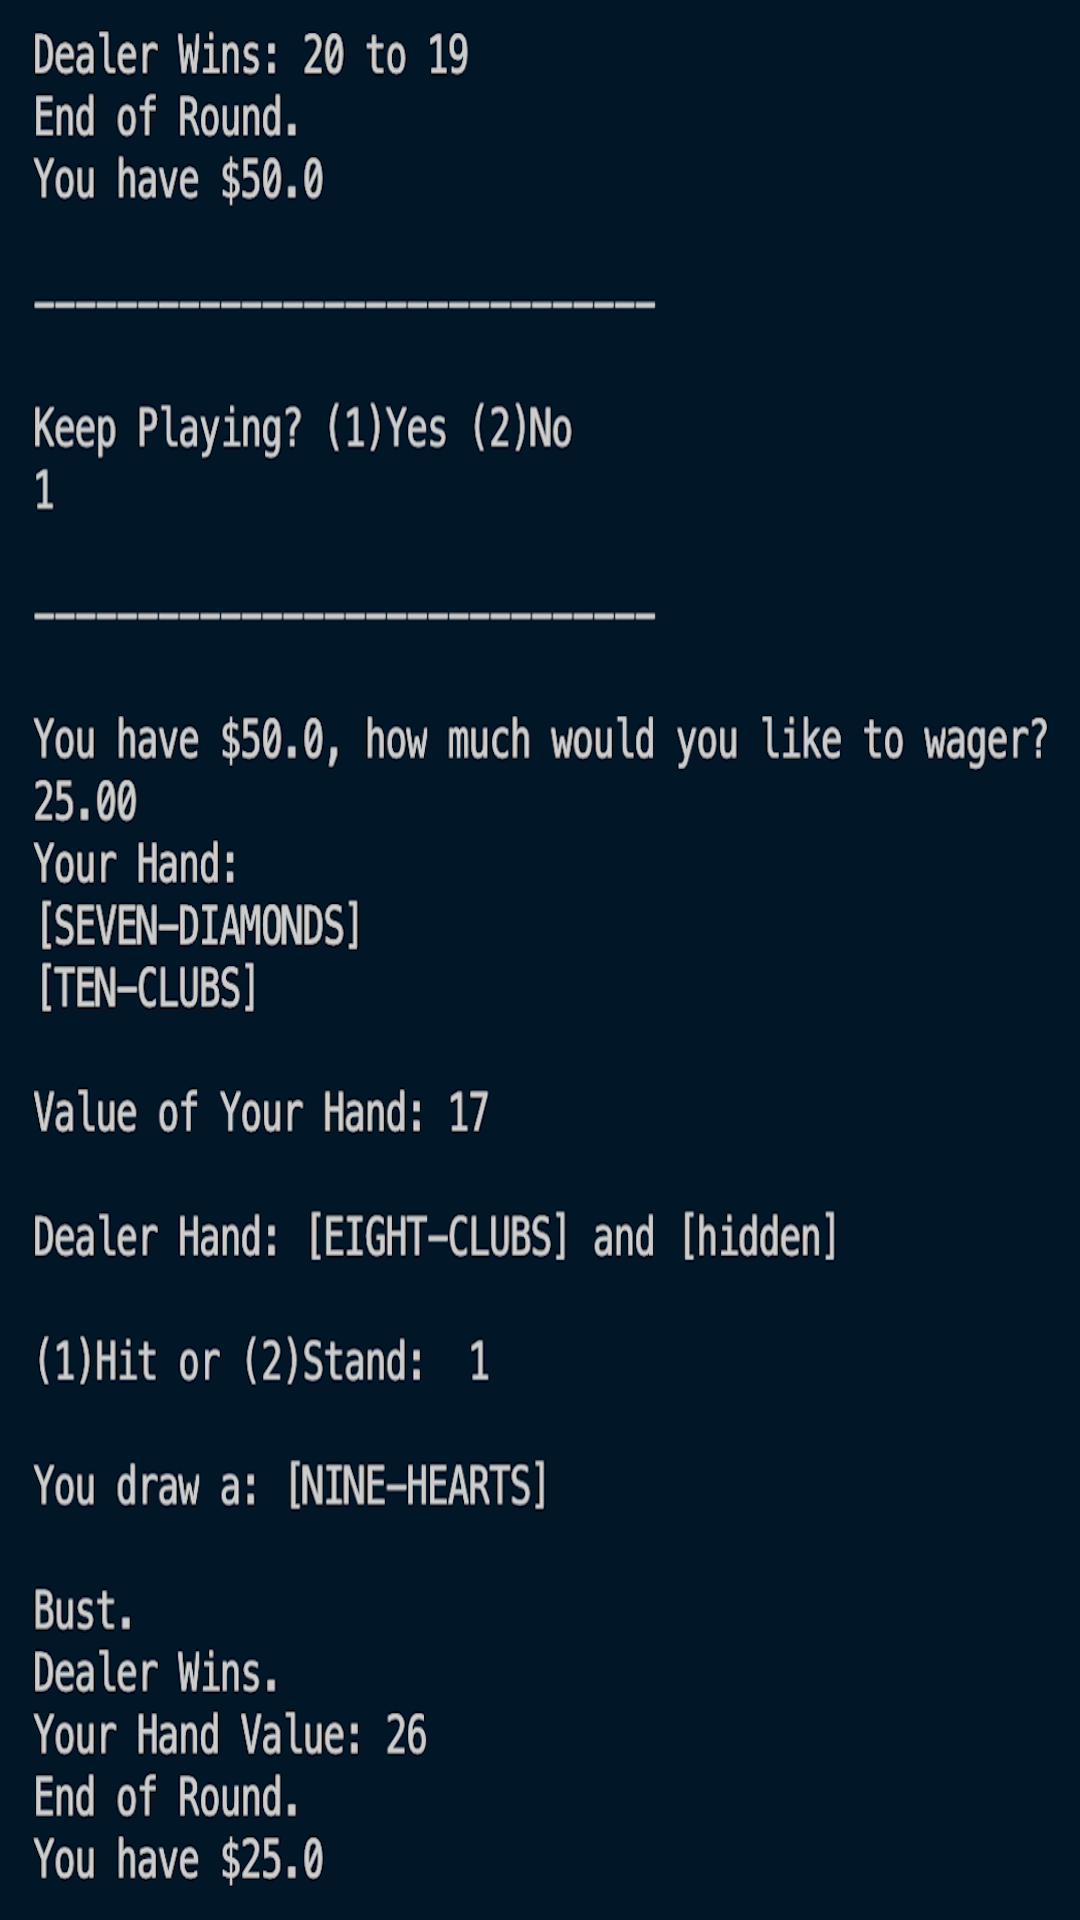 Dealer Wins: 20 to 19
End of Round.
You have $50.0
------------------------------
Keep Playing? (1)Yes (2)No
1
------------------------------
You have $50.0, how much would you like to wager?
25.00
Your Hand:
[SEVEN-DIAMONDS]
[TEN-CLUBS]
Value of Your Hand: 17
Dealer Hand: [EIGHT-CLUBS] and [hidden]
(1)Hit or (2)Stand:  1
You draw a: [NINE-HEARTS]
Bust.
Dealer Wins.
Your Hand Value: 26
End of Round.
You have $25.0